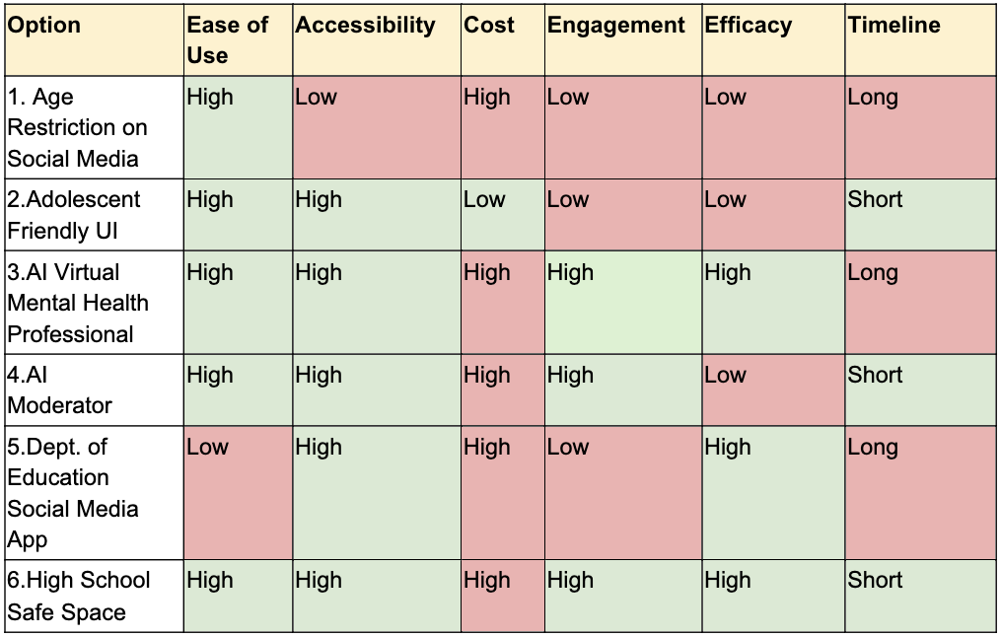 Option Ease of Use Accessibility Cost Engagement Efficacy Timeline
1. Age Restriction on Social Media High Low High Low Low Long
2.Adolescent Friendly UI High High Low Low Low Short
3.AI Virtual Mental Health Professional High High High High High Long
4.AI Moderator High High High High Low Short
5.Dept. of Education Social Media App Low High High Low High Long
6.High School Safe Space High High High High High Short